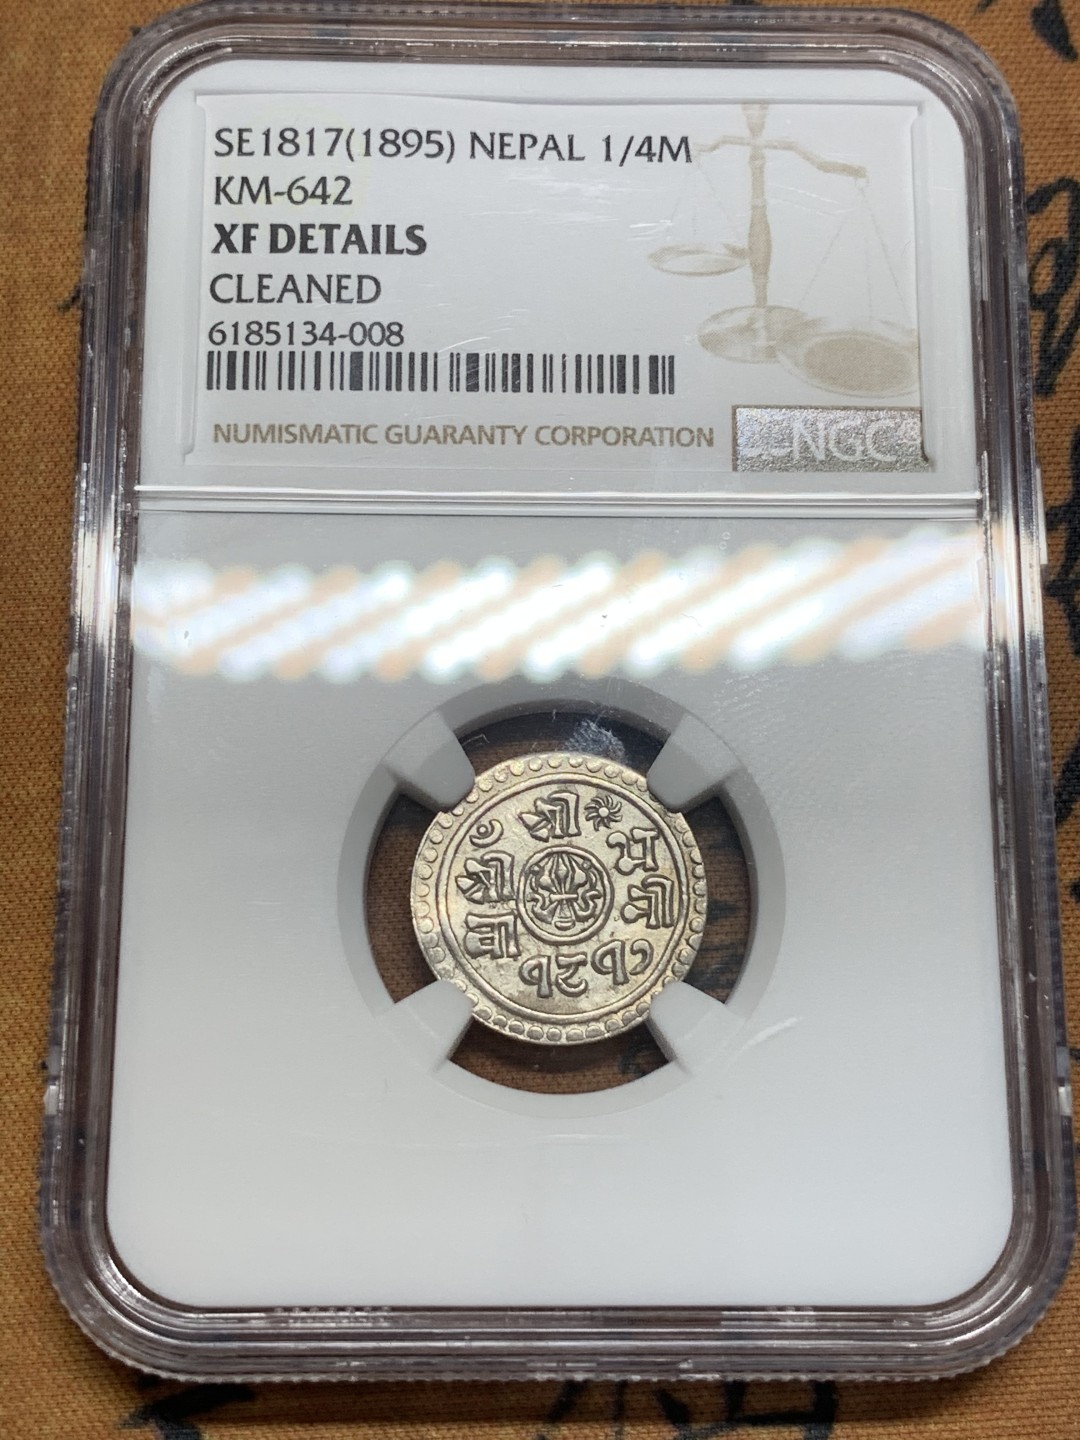 SE1817(1895) NEPAL 1/4M
KM-642
XF DETAILS
CLEANED
6185134-008
NUMISMATIC GUARANTY CORPORATION
NGC
श्री